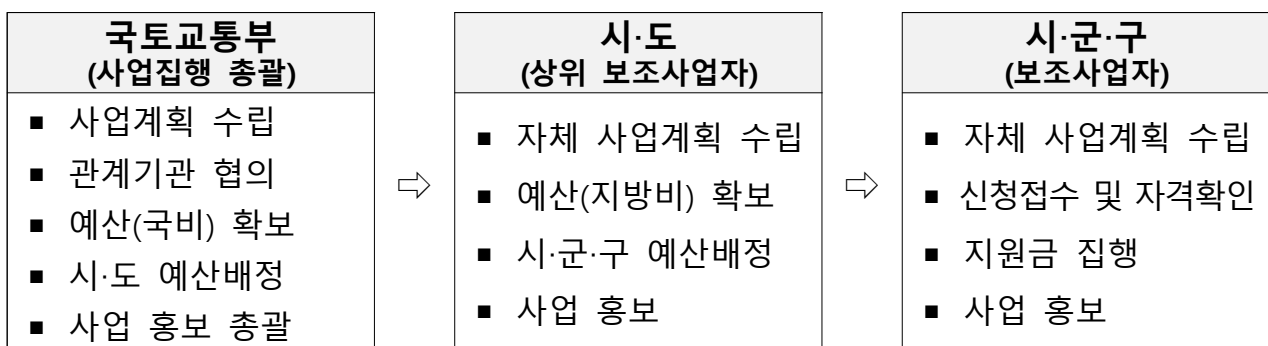 국토교통부
(사업집행 총괄)
■ 사업계획 수립
■ 관계기관 협의
■ 예산(국비) 확보
■ 시·도 예산배정
■ 사업 홍보 총괄
⇨
시·도
(상위 보조사업자)
■ 자체 사업계획 수립
■ 예산(지방비) 확보
■ 시·군·구 예산배정
■ 사업 홍보
⇨
시·군·구
(보조사업자)
■ 자체 사업계획 수립
■ 신청접수 및 자격확인
■ 지원금 집행
■ 사업 홍보